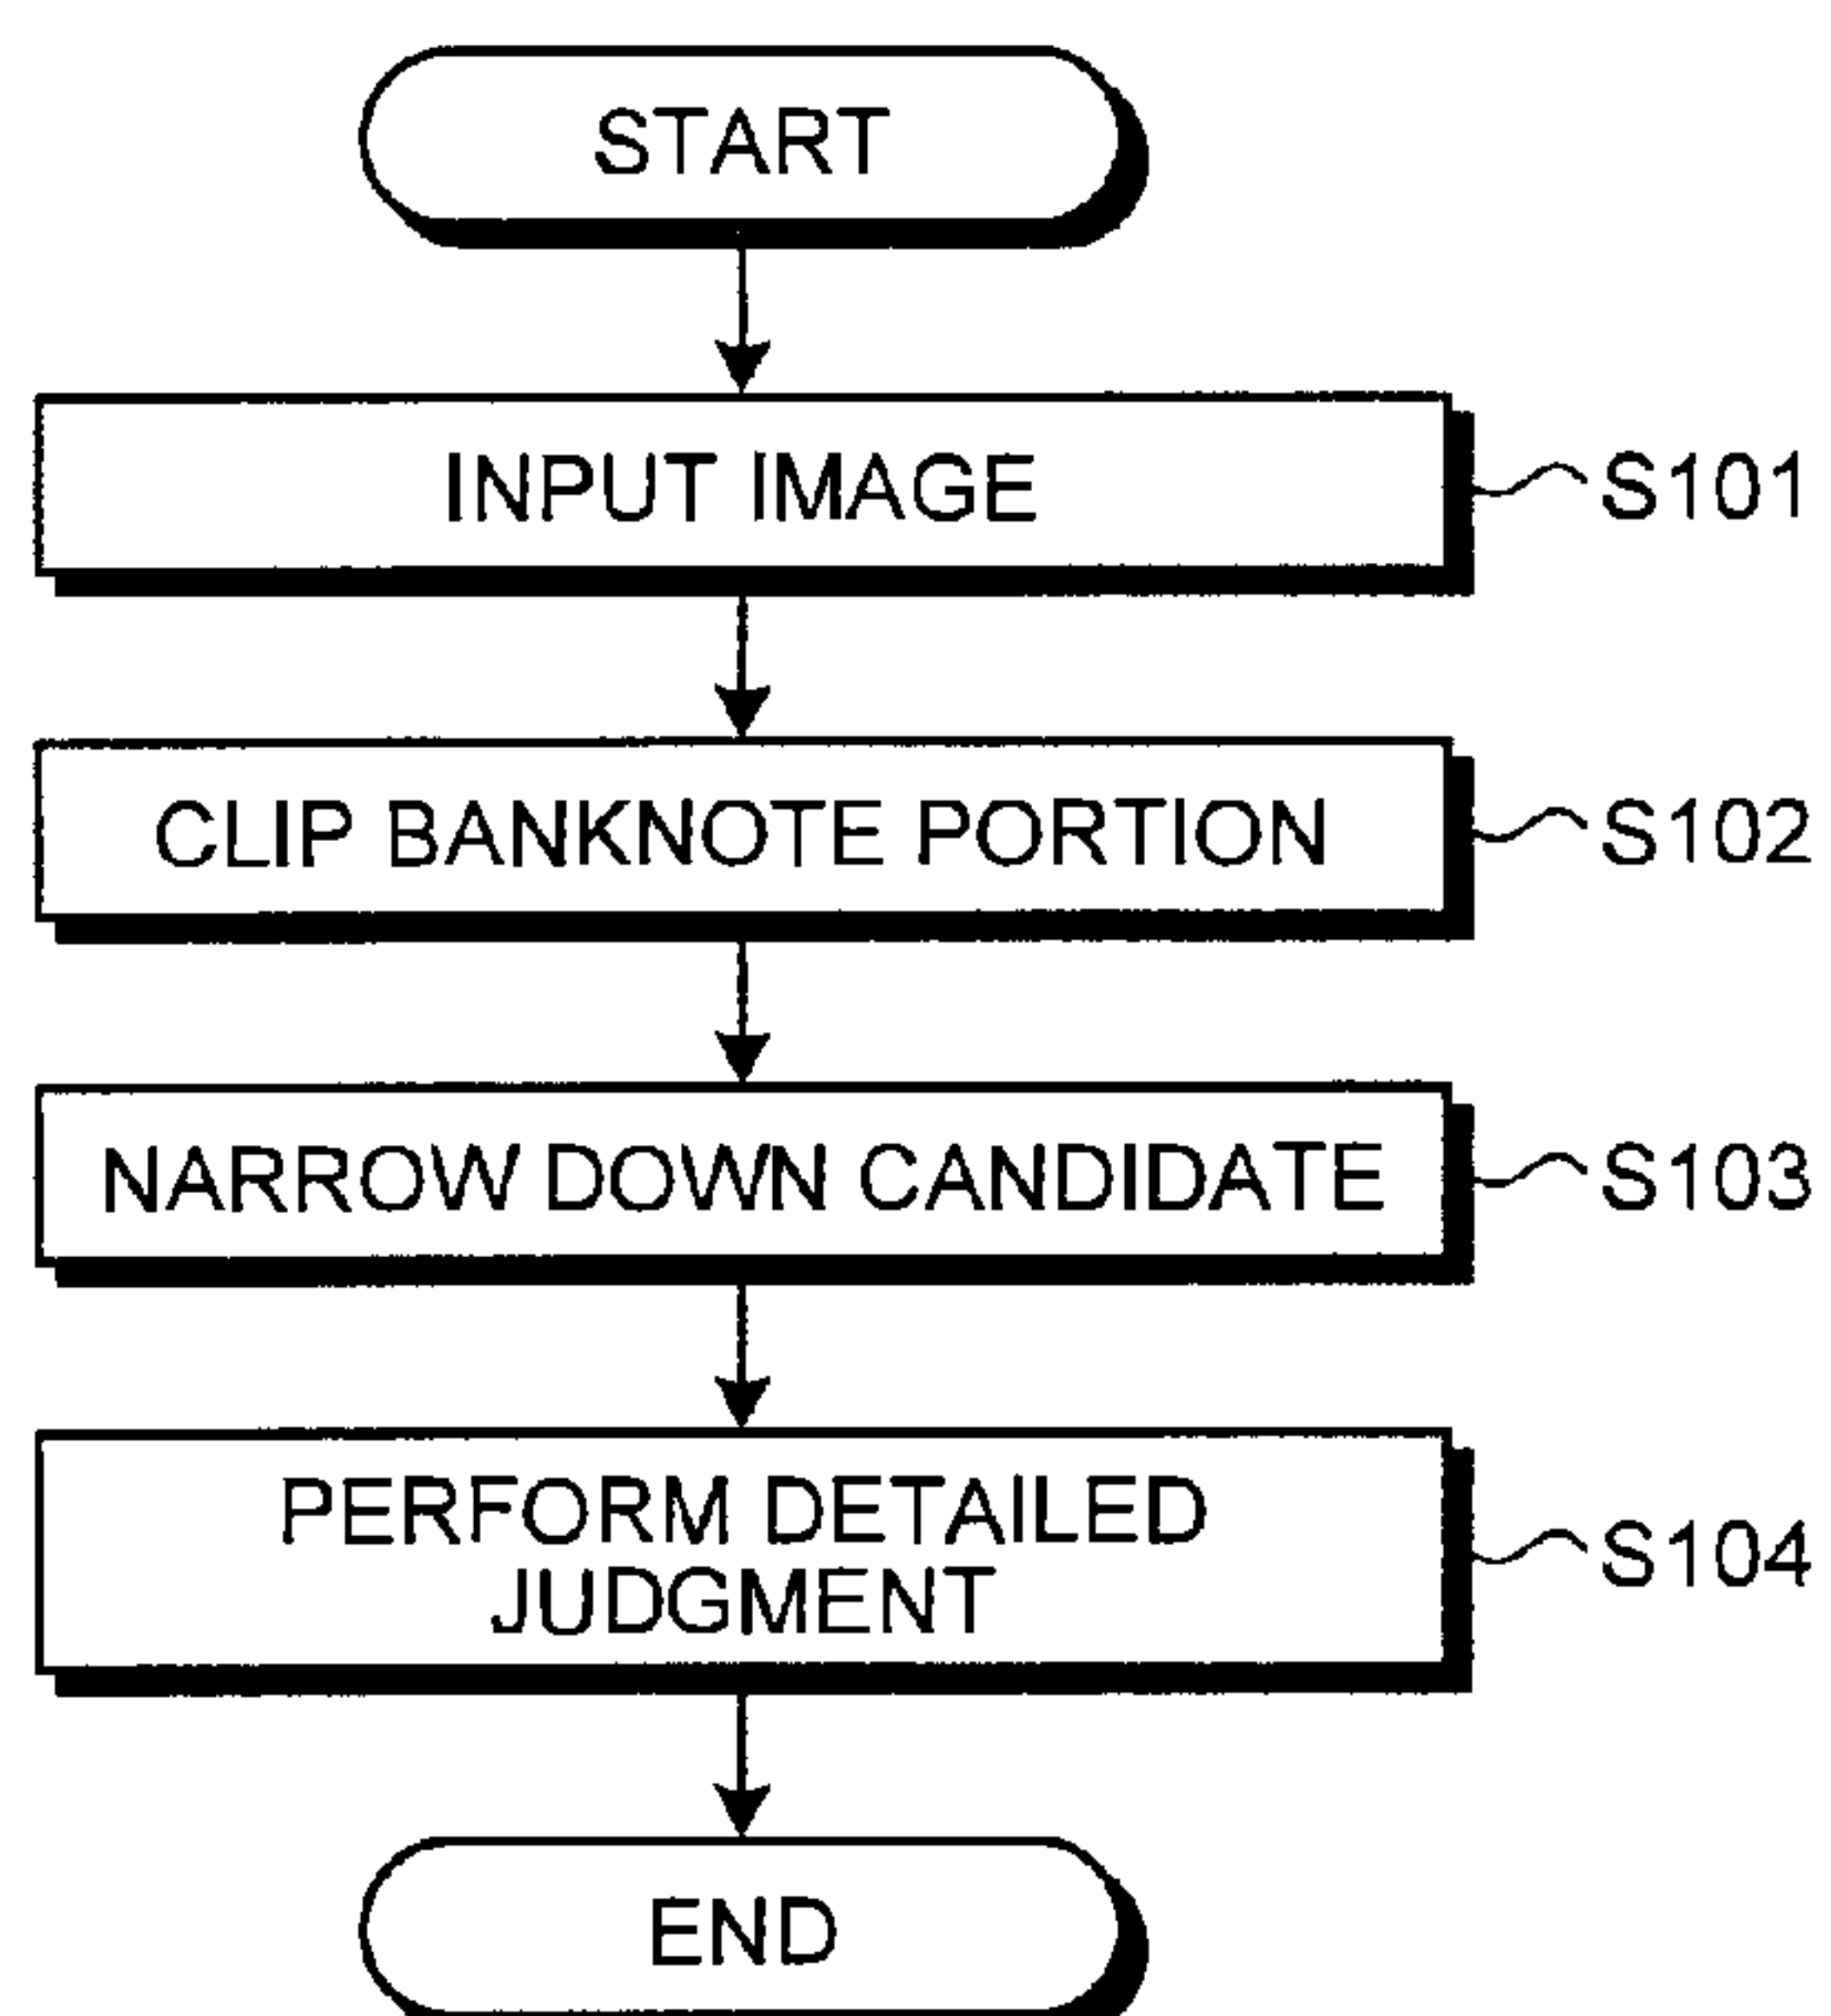 START
INPUT IMAGE
S101
CLIP BANKNOTE PORTION
S102
NARROW DOWN CANDIDATE
S103
PERFORM DETAILED
JUDGMENT
S104
END